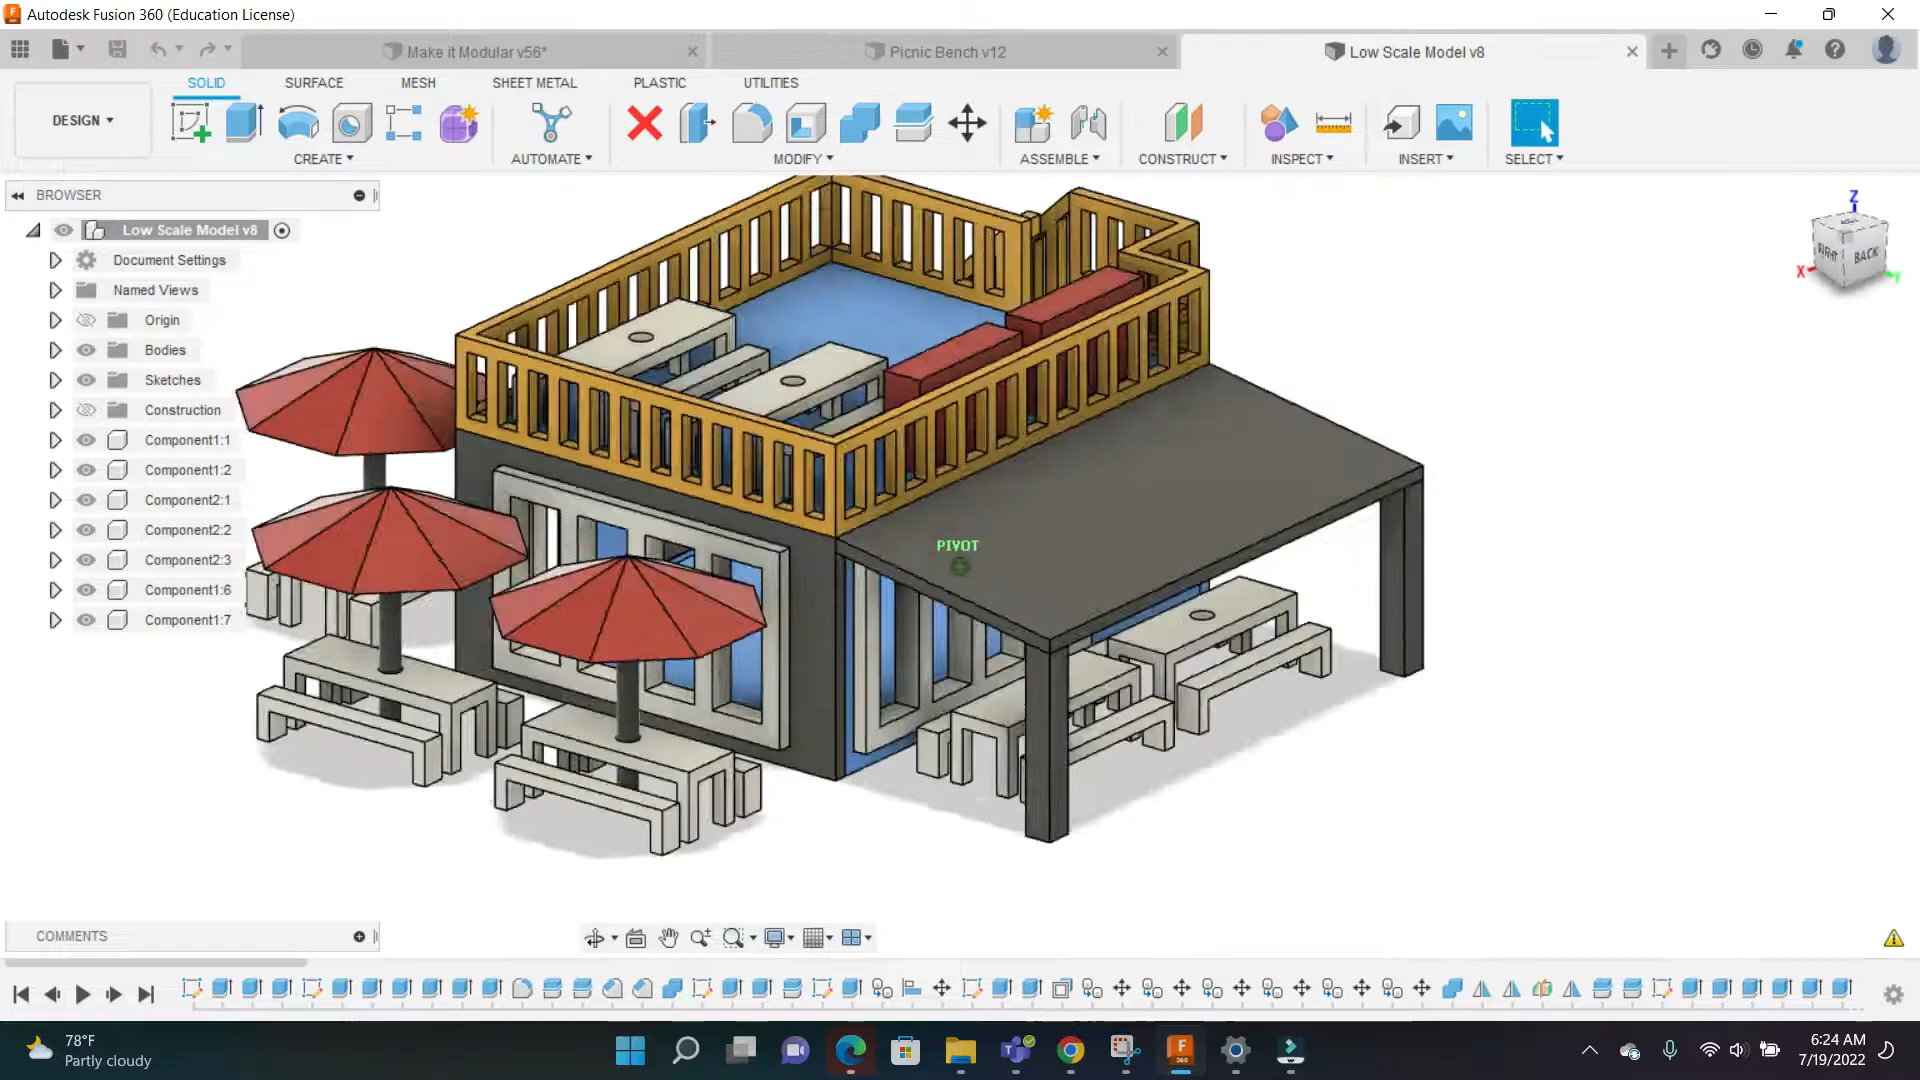 Autodesk Fusion 360 (Education License)
Make it Modular v56*
Picnic Bench v12
Low Scale Model v8
SOLID
SURFACE
MESH
SHEET METAL
PLASTIC
UTILITIES
DESIGN
CREATE
AUTOMATE
MODIFY
ASSEMBLE
CONSTRUCT
INSPECT
INSERT
SELECT
BROWSER
Low Scale Model v8
Document Settings
Named Views
Origin
Bodies
Sketches
Construction
Component1:1
Component1:2
Component2:1
Component2:2
Component2:3
Component1:6
Component1:7
Z
RIGHT
BACK
X
Y
PIVOT
COMMENTS
78°F
Partly cloudy
F
360
6:24 AM
7/19/2022